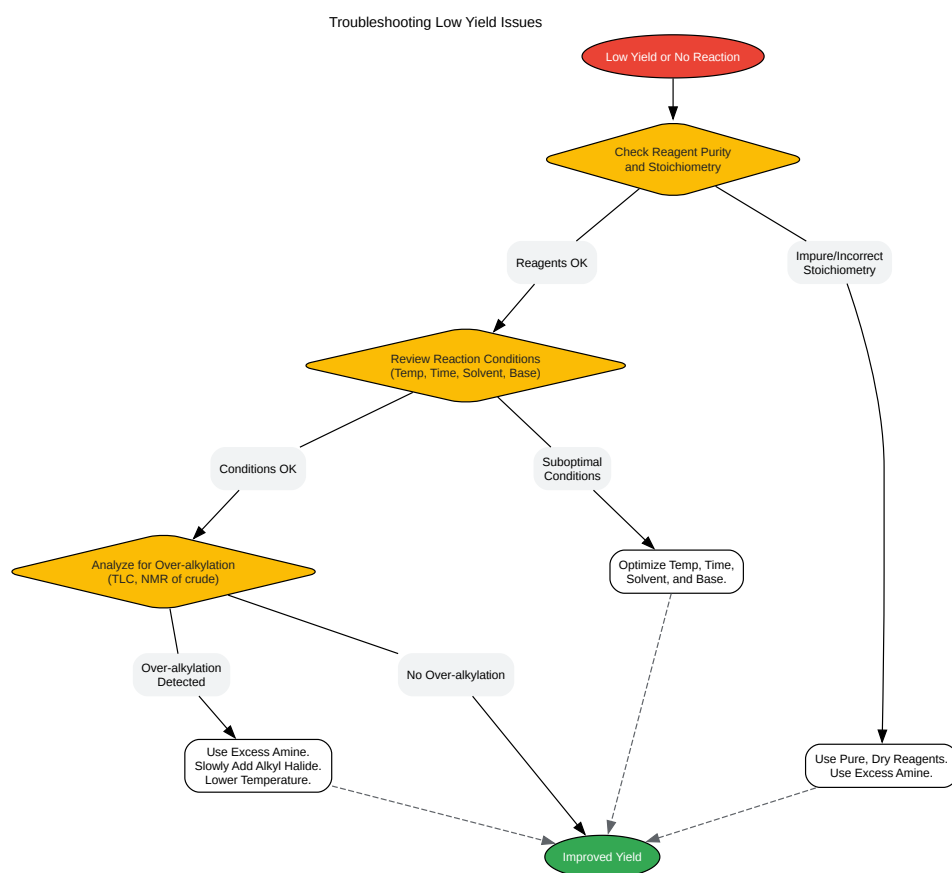 Troubleshooting Low Yield Issues
Low Yield or No Reaction
Check Reagent Purity
and Stoichiometry
Reagents OK
Impure/Incorrect
Stoichiometry
Review Reaction Conditions
(Temp, Time, Solvent, Base)
Conditions OK
Suboptimal
Conditions
Analyze for Over-alkylation
(TLC, NMR of crude)
Optimize Temp, Time,
Solvent, and Base.
Over-alkylation
Detected
No Over-alkylation
Use Excess Amine.
Slowly Add Alkyl Halide.
Lower Temperature.
Use Pure, Dry Reagents.
Use Excess Amine.
Improved Yield